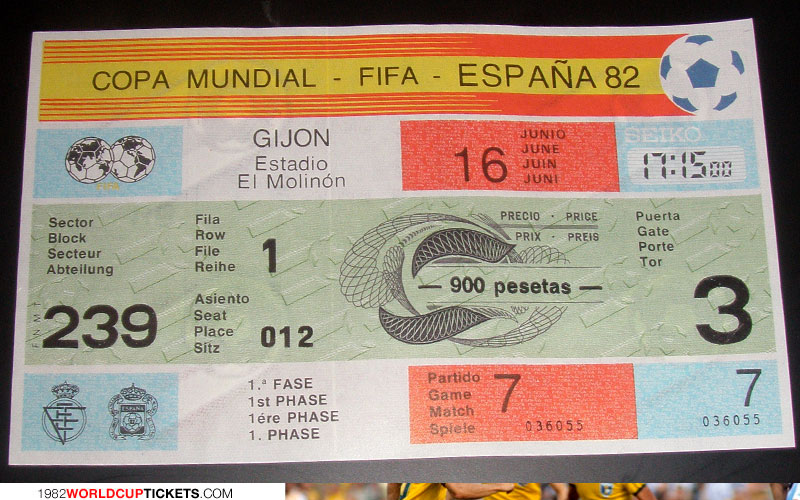 COPA MUNDIAL - FIFA - ESPAÑA 82
FIFA
GIJON
Estadio
El Molinón
16
JUNIO
JUNE
JUIN
JUNI
SEIKO
17:15 00
Sector
Block
Secteur
Abteilung
239
Fila
Row
File
Reihe
1
Asiento
Seat
Place
Sitz
012
PRECIO · PRICE
PRIX · PREIS
— 900 pesetas —
Puerta
Gate
Porte
Tor
3
F N M T
ESPAÑA
1.ª FASE
1st PHASE
1ére PHASE
1. PHASE
Partido
Game
Match
Spiele
7
036055
7
036055
1982WORLDCUPTICKETS.COM